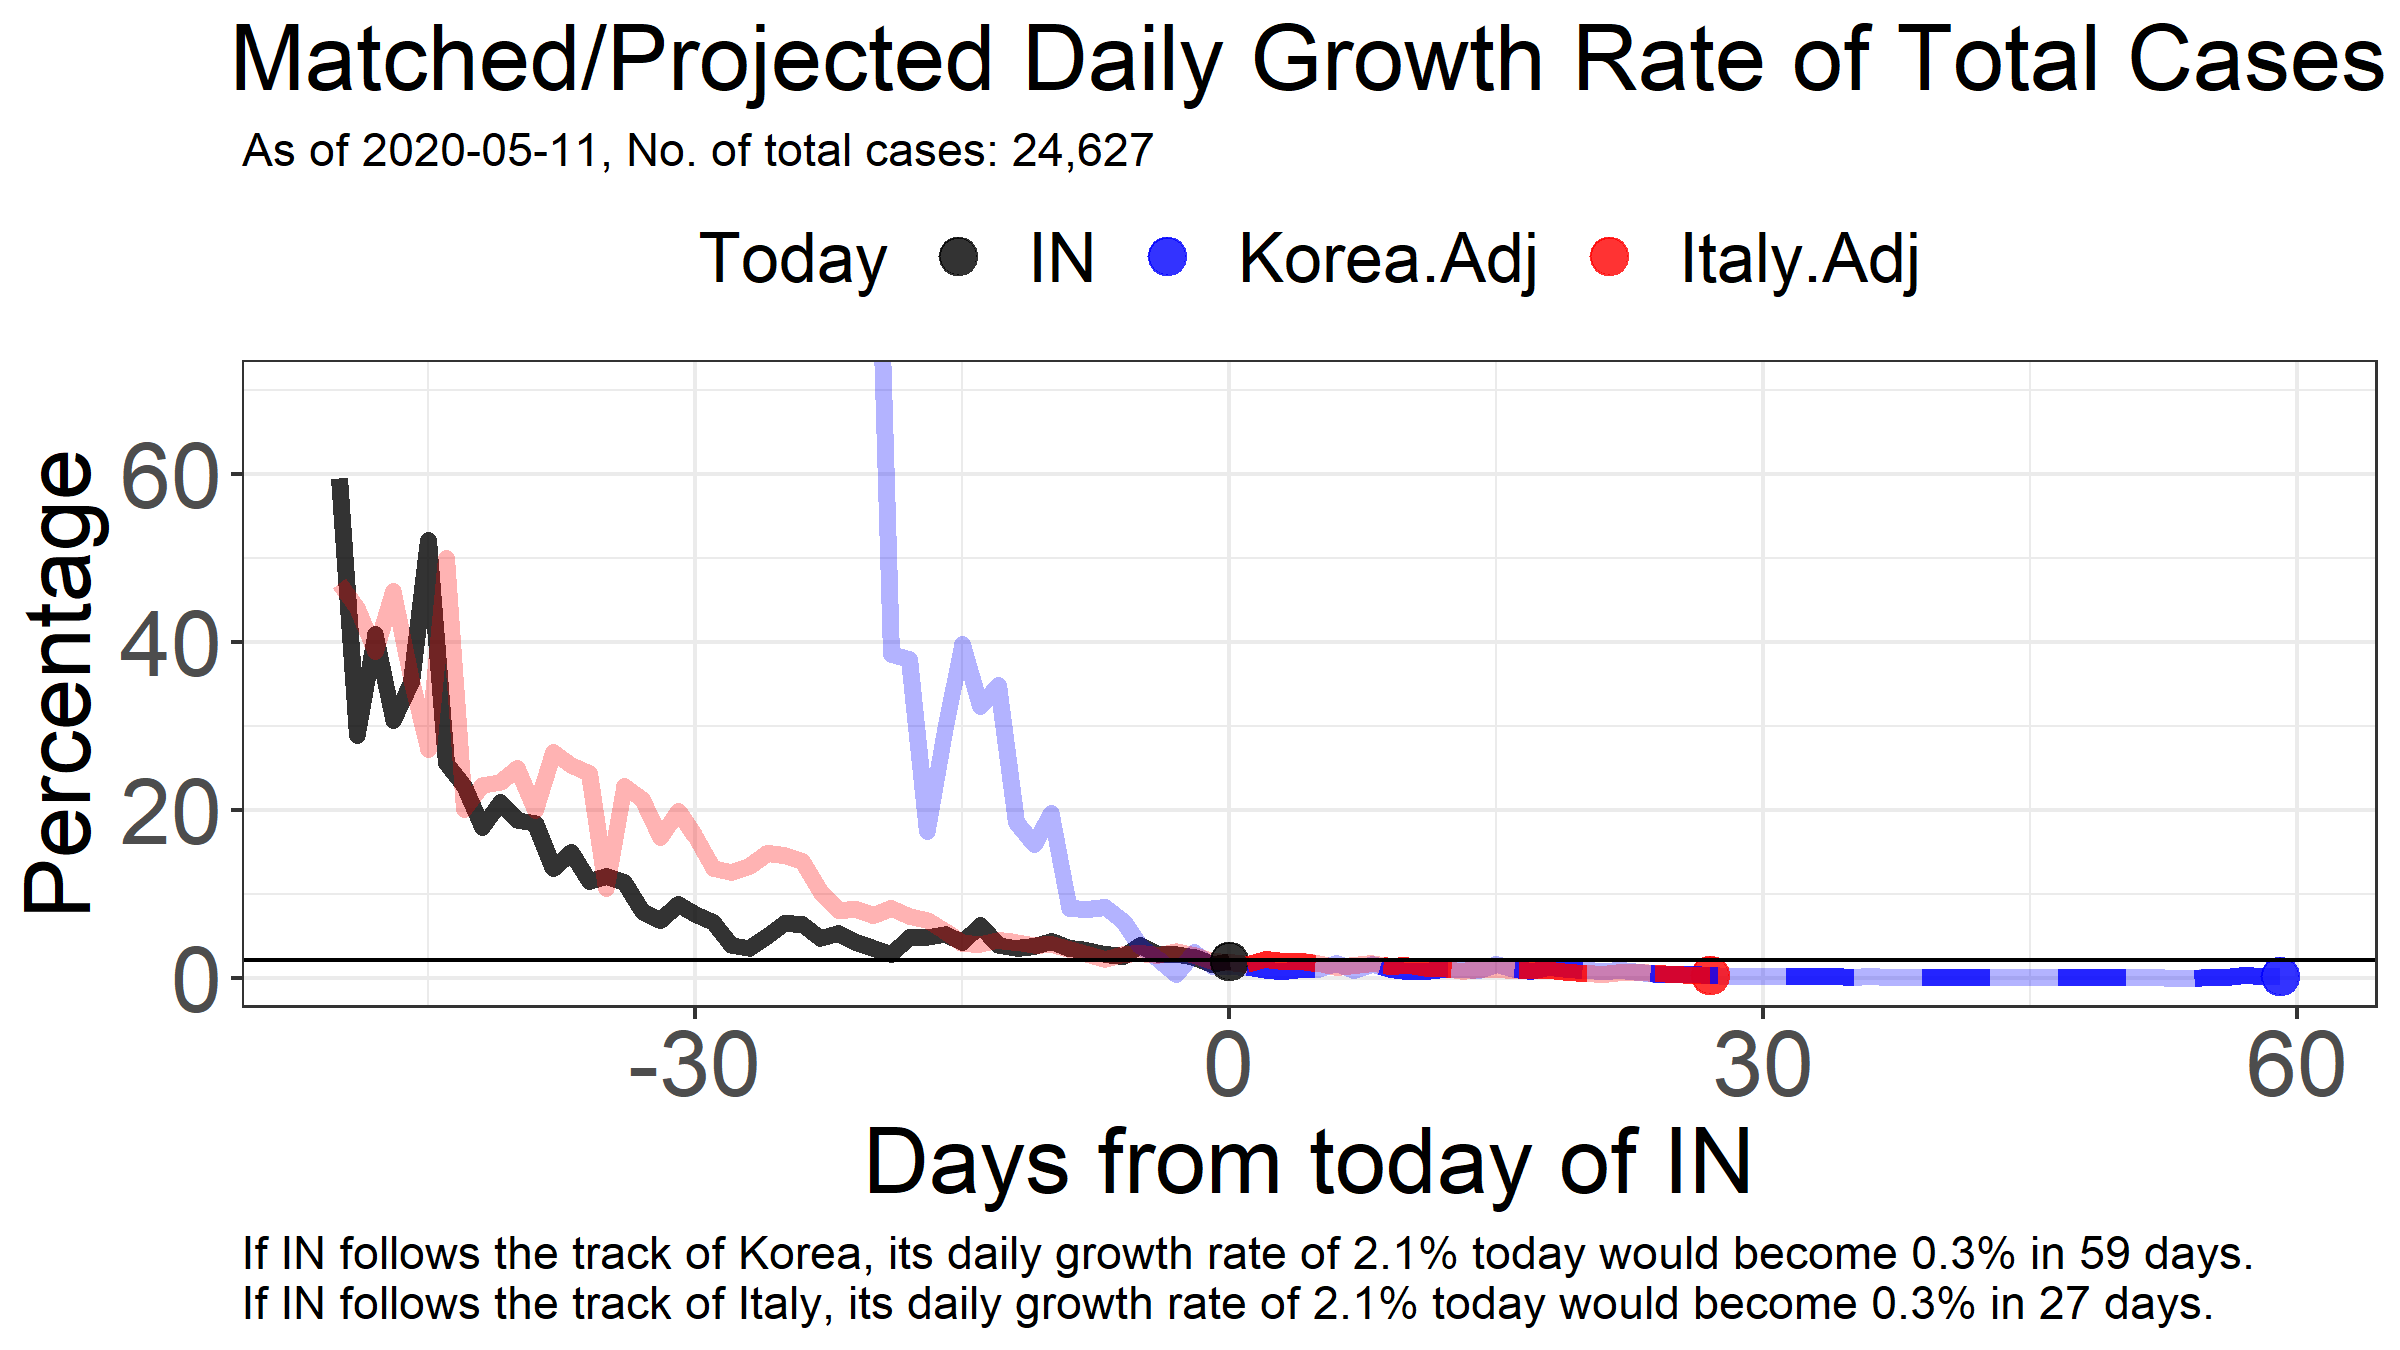 Matched/Projected Daily Growth Rate of Total Cases
As of 2020-05-11, No. of total cases: 24,627
Today IN Korea.Adj Italy.Adj
Percentage
60
40
20
0
-30 0 30 60
Days from today of IN
If IN follows the track of Korea, its daily growth rate of 2.1% today would become 0.3% in 59 days.
If IN follows the track of Italy, its daily growth rate of 2.1% today would become 0.3% in 27 days.